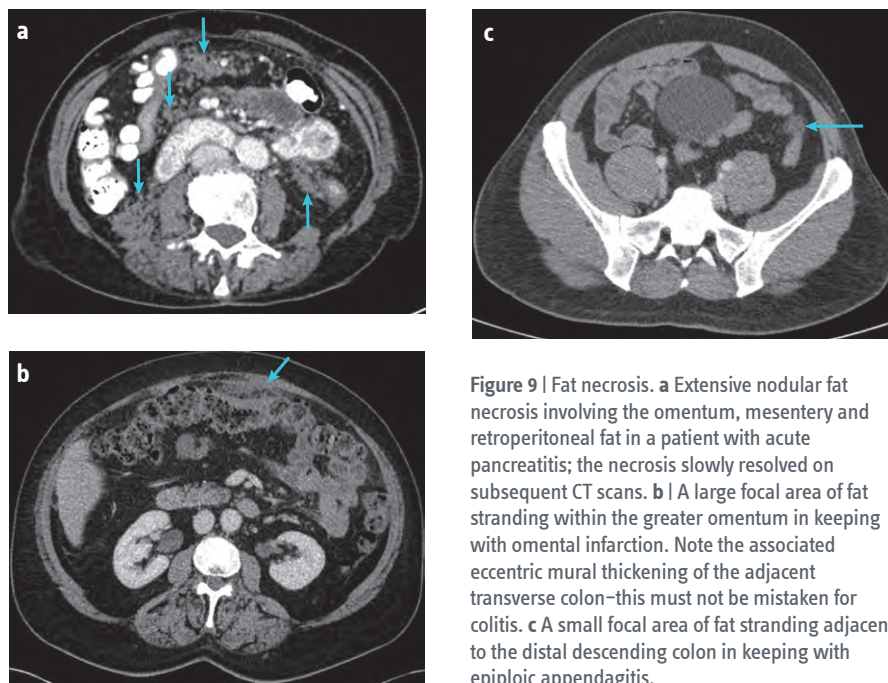 a
c
b
Figure 9 | Fat necrosis. a Extensive nodular fat
necrosis involving the omentum, mesentery and
retroperitoneal fat in a patient with acute
pancreatitis; the necrosis slowly resolved on
subsequent CT scans. b | A large focal area of fat
stranding within the greater omentum in keeping
with omental infarction. Note the associated
eccentric mural thickening of the adjacent
transverse colon–this must not be mistaken for
colitis. c A small focal area of fat stranding adjacen
to the distal descending colon in keeping with
epiploic appendagitis.